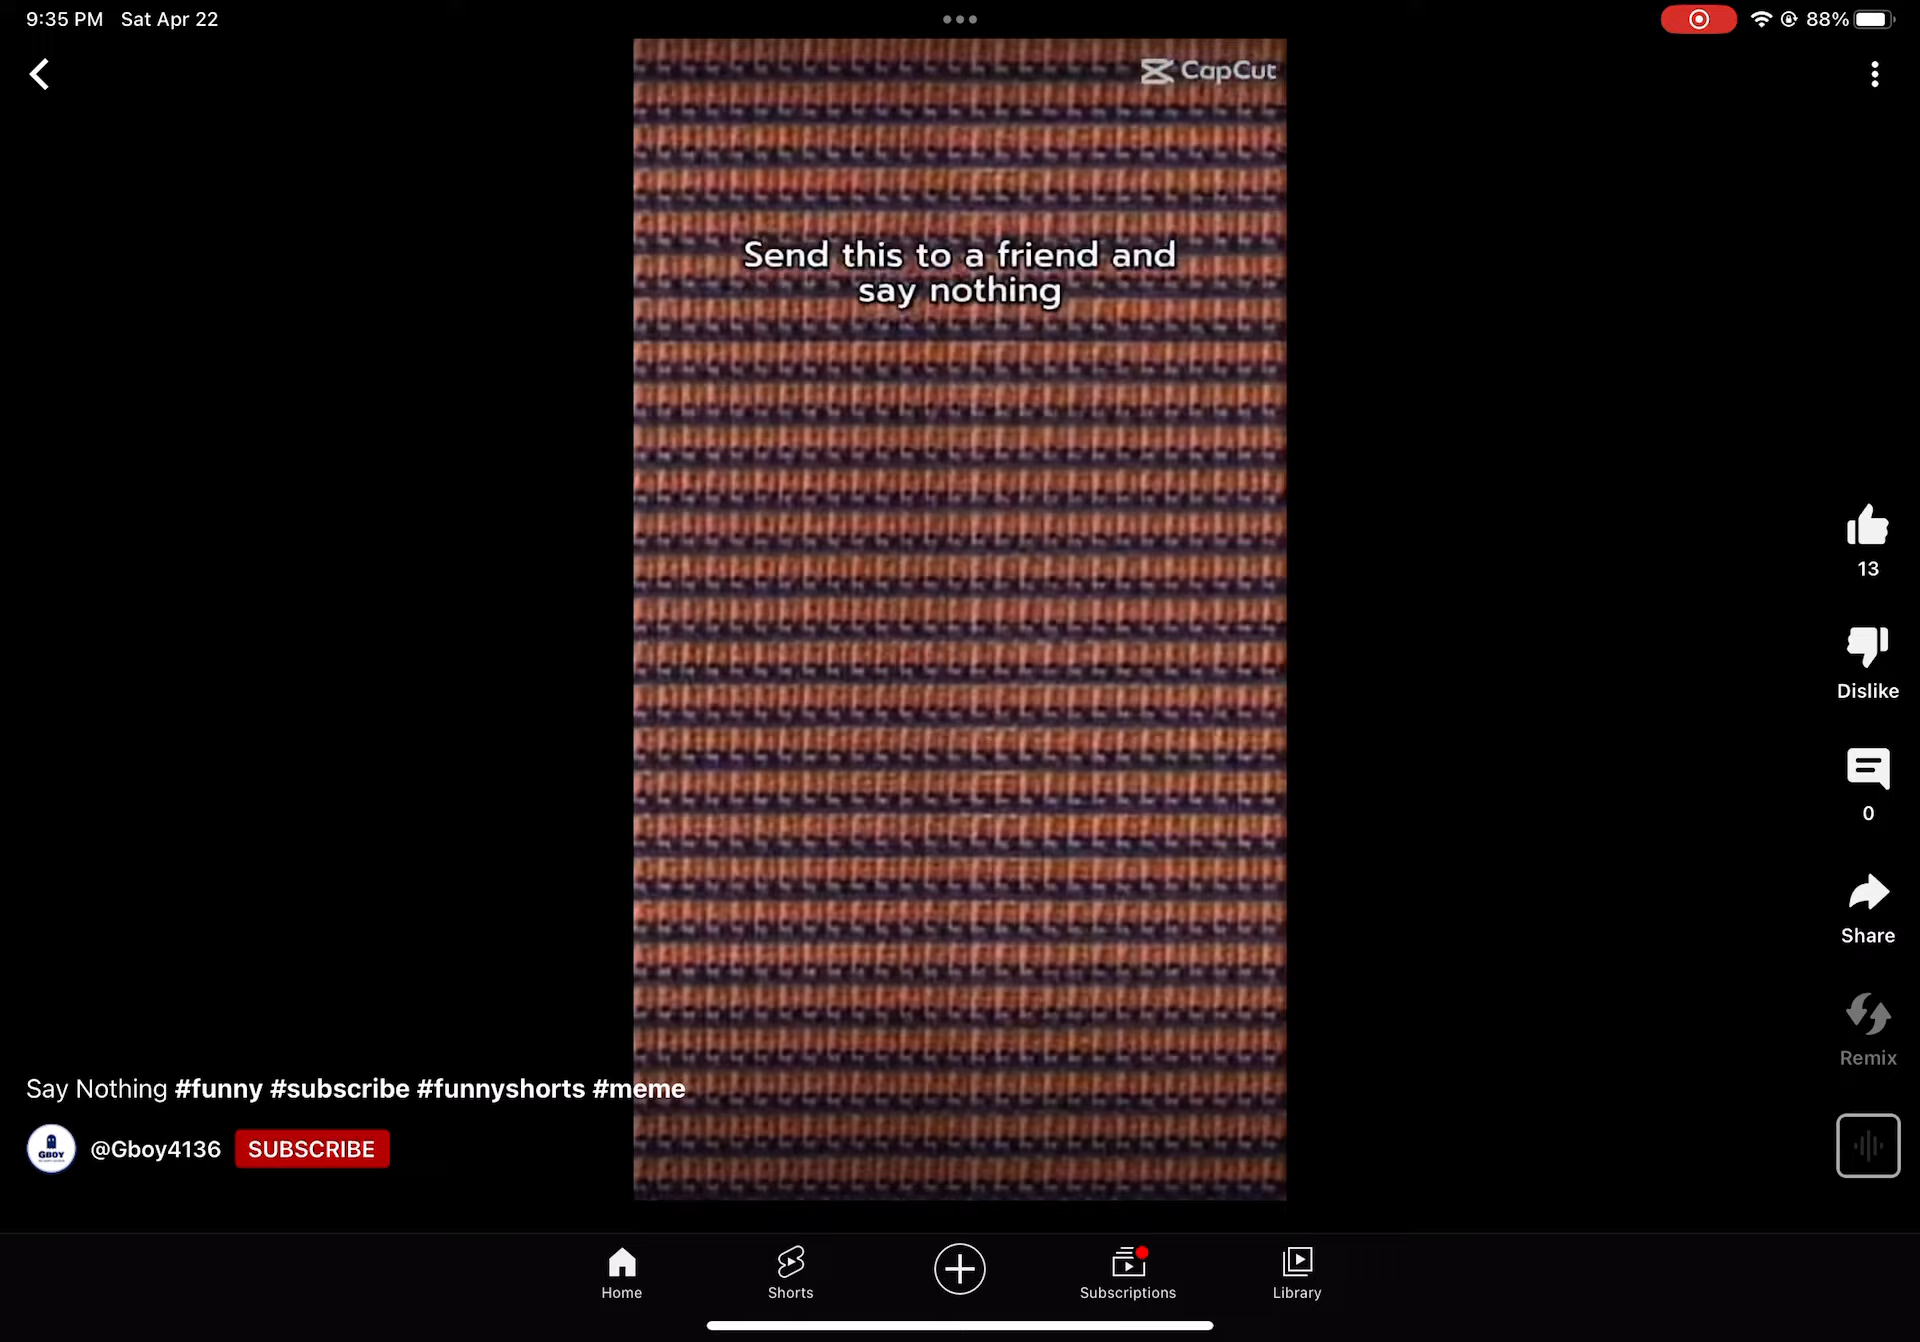 9:35 PM Sat Apr 22
88%
CapCut
Send this to a friend and
say nothing
13
Dislike
0
Share
Remix
Say Nothing #funny #subscribe #funnyshorts #meme
GBOY
@Gboy4136
SUBSCRIBE
Home
Shorts
Subscriptions
Library